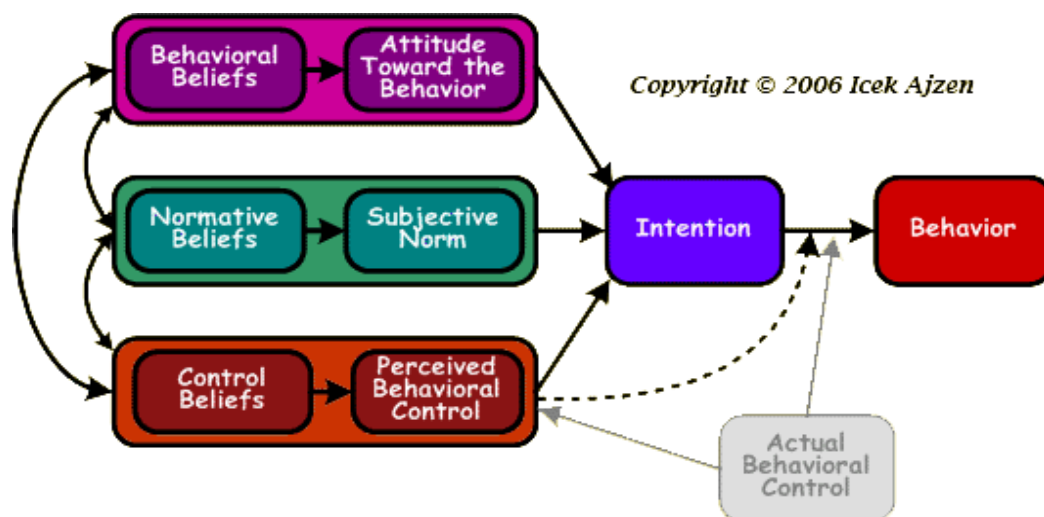 Behavioral
Beliefs
Attitude
Toward the
Behavior
Copyright © 2006 Icek Ajzen
Normative
Beliefs
Subjective
Norm
Intention
Behavior
Control
Beliefs
Perceived
Behavioral
Control
Actual
Behavioral
Control